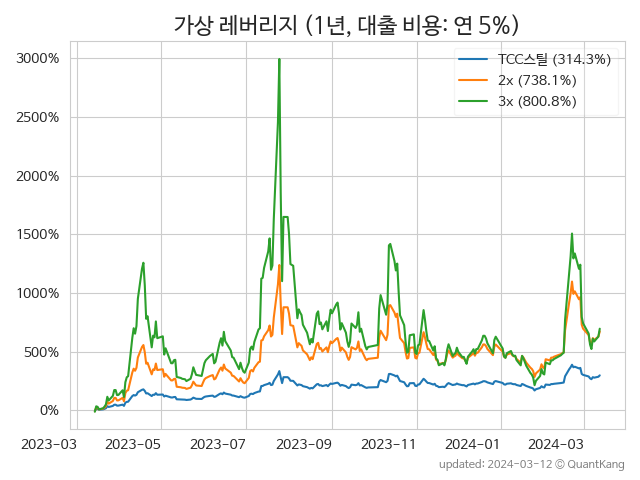 가상 레버리지 (1년, 대출 비용: 연 5%)
3000%
2500%
2000%
1500%
1000%
500%
0%
TCC스틸 (314.3%)
2x (738.1%)
3x (800.8%)
2023-03 2023-05 2023-07 2023-09 2023-11 2024-01 2024-03
updated: 2024-03-12 © QuantKang